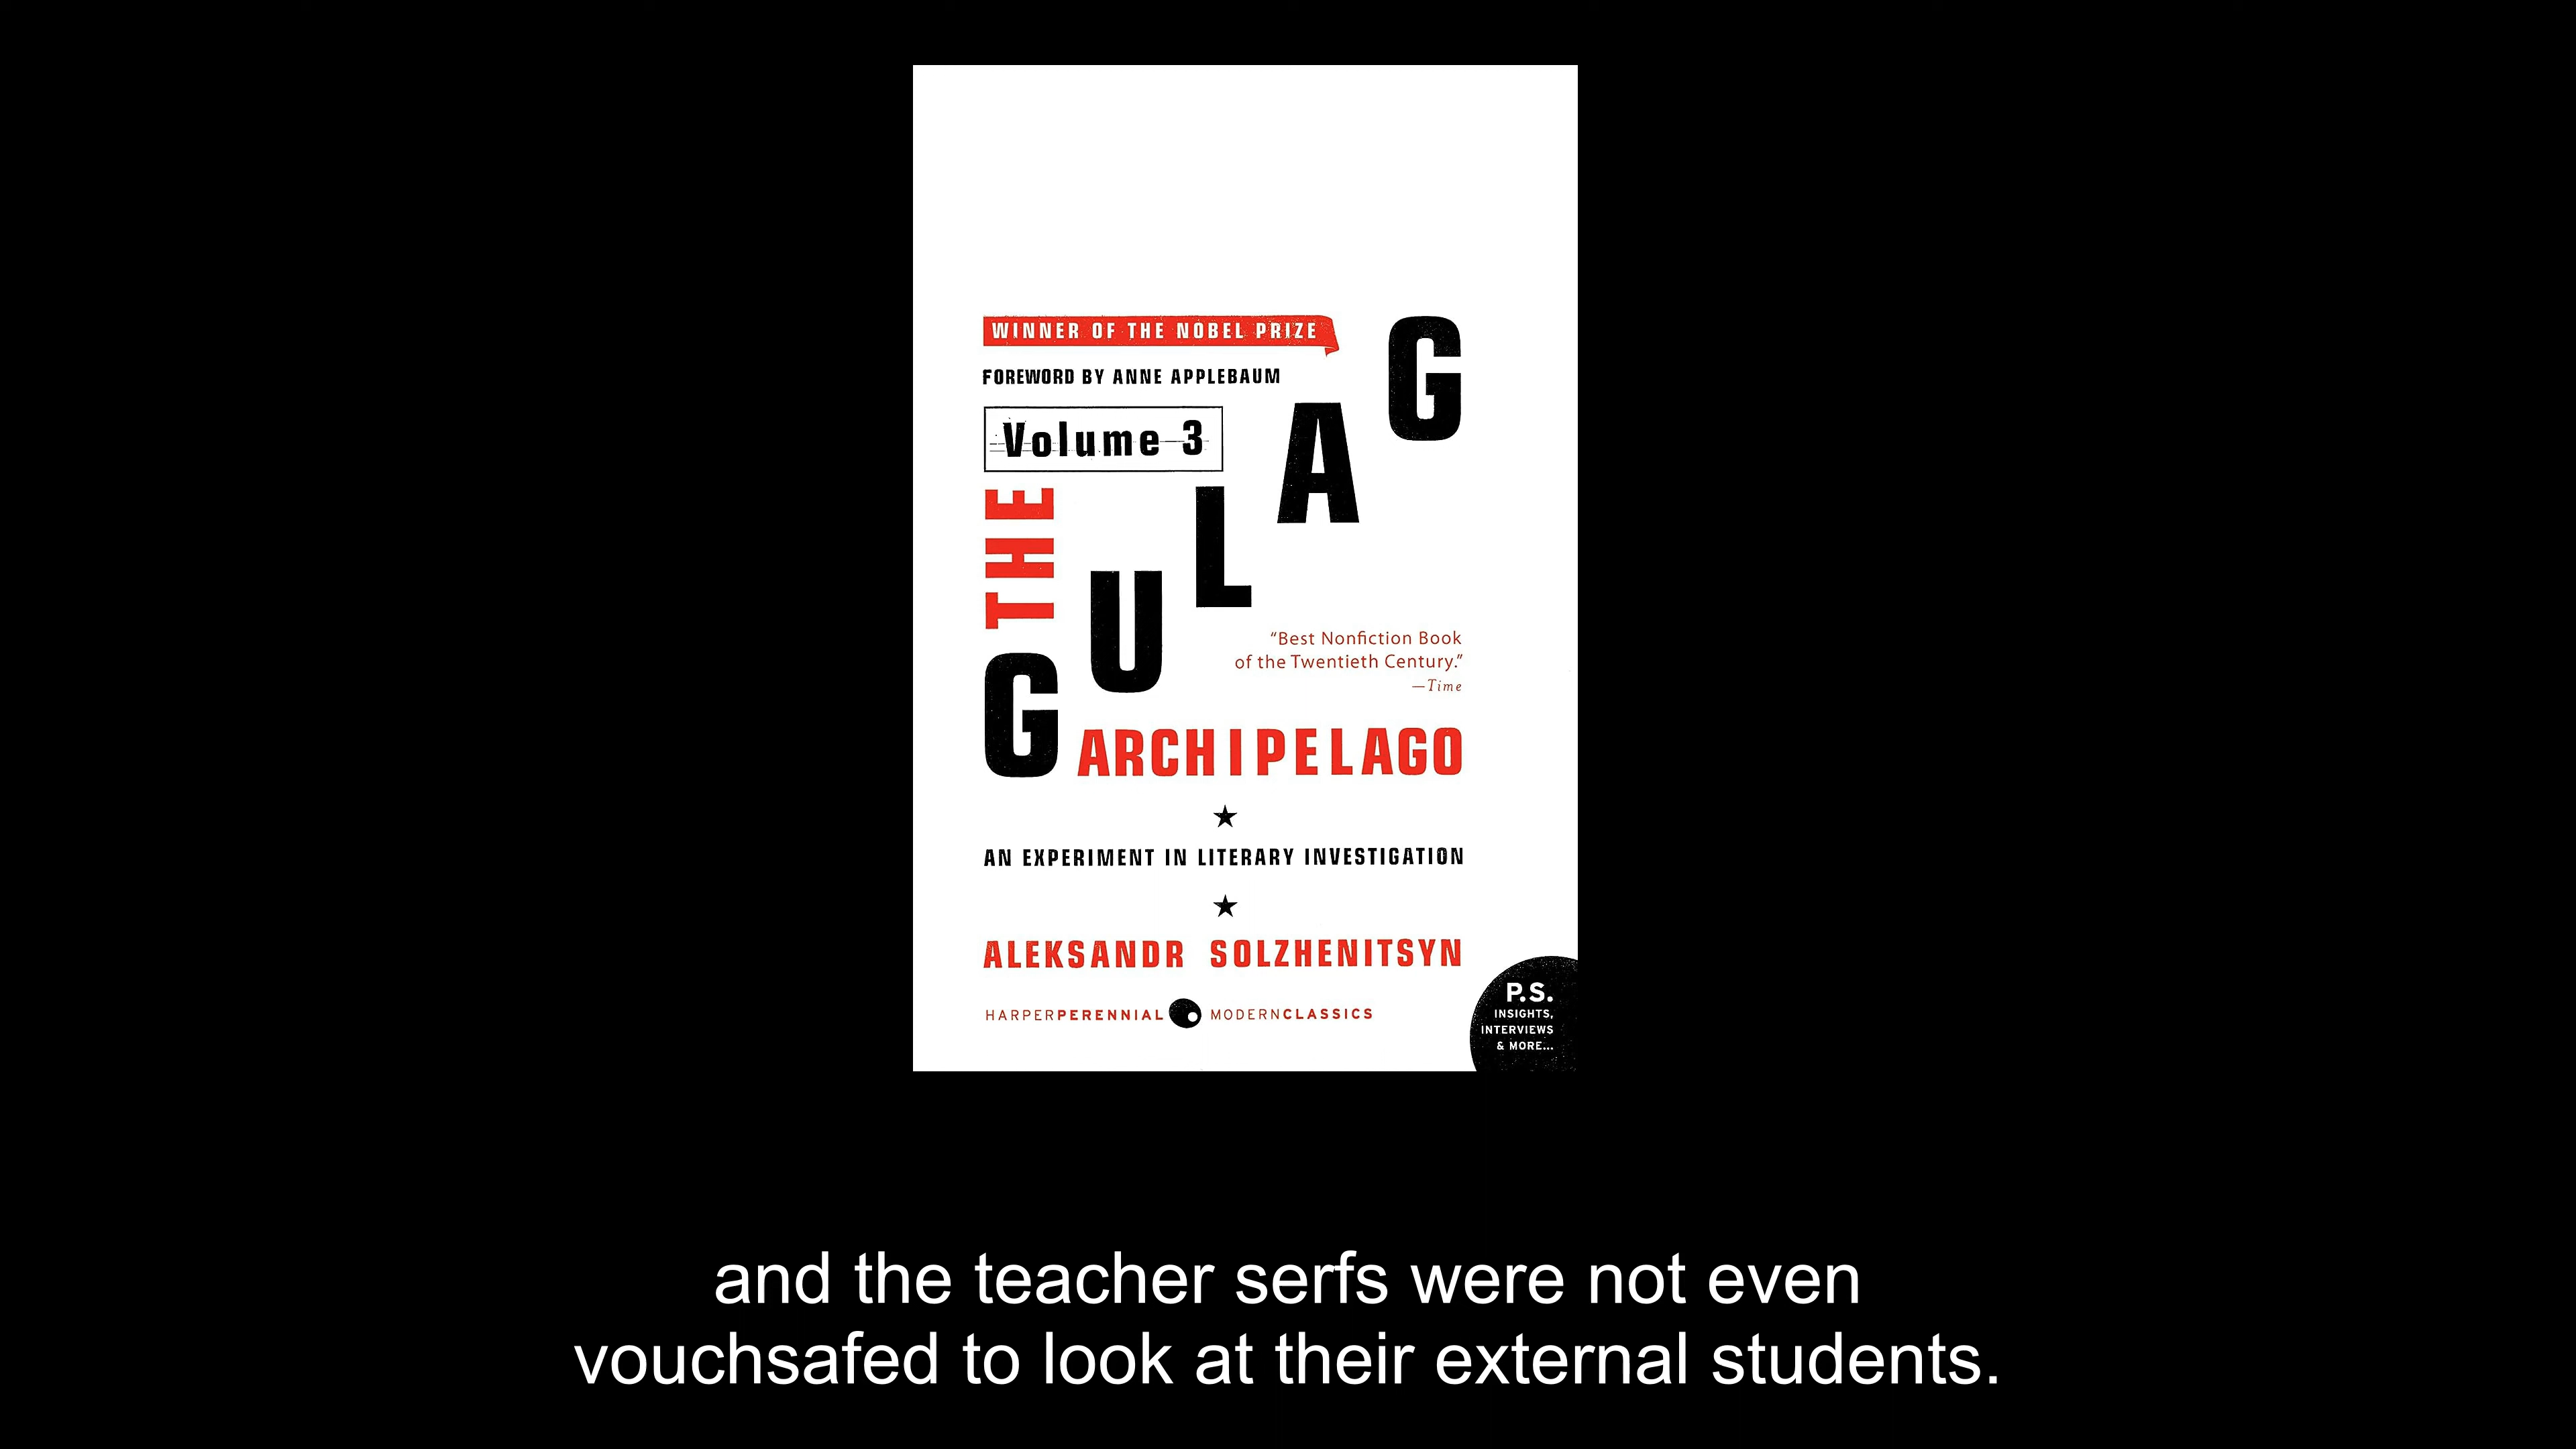 WINNER OF THE NOBEL PRIZE
FOREWORD BY ANNE APPLEBAUM
Volume 3
THE
GULAG
"Best Nonfiction Book
of the Twentieth Century."
—Time
ARCHIPELAGO
AN EXPERIMENT IN LITERARY INVESTIGATION
ALEKSANDR SOLZHENITSYN
HARPERPERENNIAL MODERNCLASSICS
P.S.
INSIGHTS,
INTERVIEWS
& MORE...
and the teacher serfs were not even
vouchsafed to look at their external students.